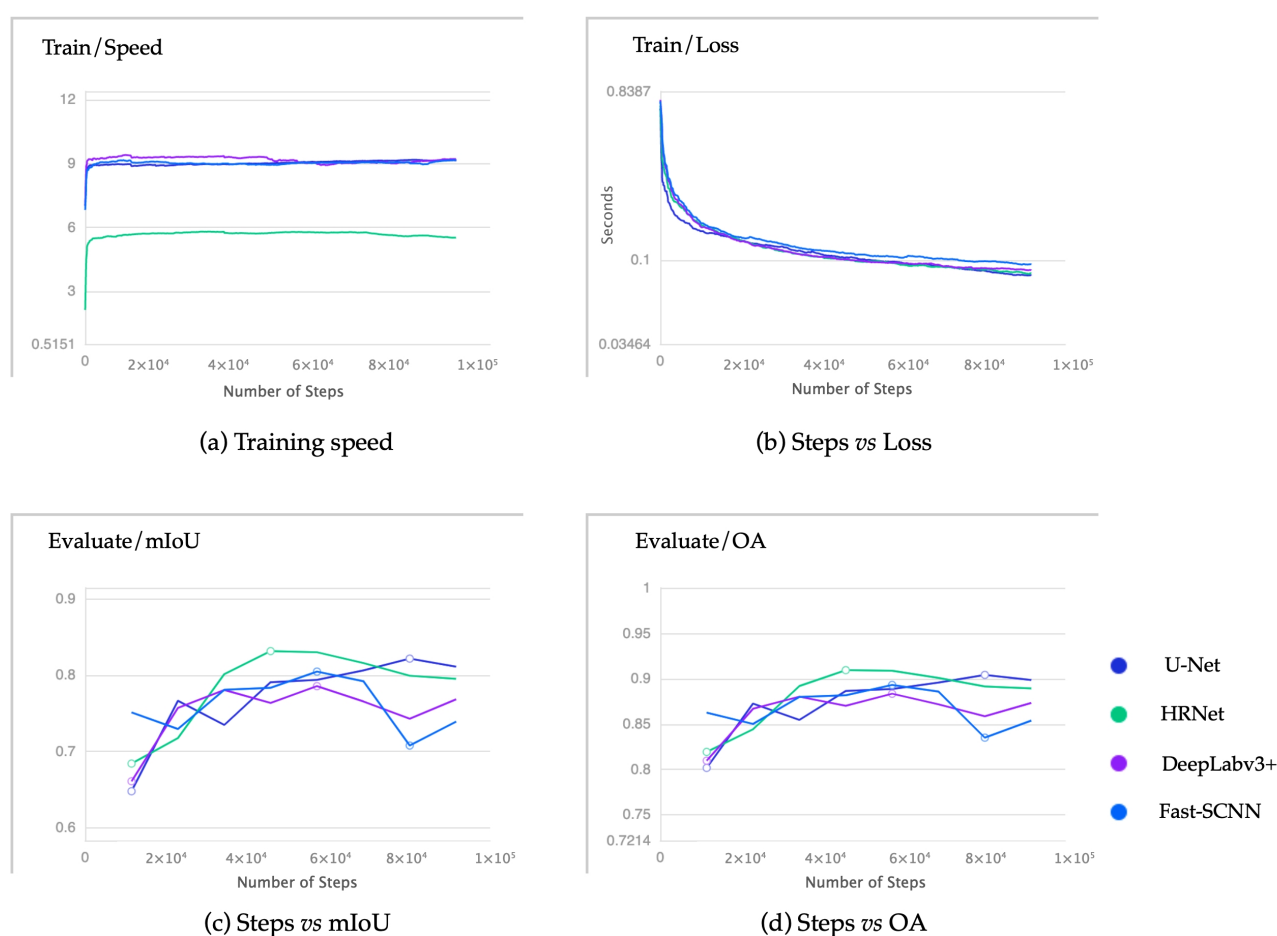 Train/Speed
12
9
6
3
0.5151
0 2×10⁴ 4×10⁴ 6×10⁴ 8×10⁴ 1×10⁵
Number of Steps
(a) Training speed
Train/Loss
0.8387
Seconds
0.1
0.03464
0 2×10⁴ 4×10⁴ 6×10⁴ 8×10⁴ 1×10⁵
Number of Steps
(b) Steps vs Loss
Evaluate/mIoU
0.9
0.8
0.7
0.6
0 2×10⁴ 4×10⁴ 6×10⁴ 8×10⁴ 1×10⁵
Number of Steps
(c) Steps vs mIoU
Evaluate/OA
1
0.95
0.9
0.85
0.8
0.75
0.7214
0 2×10⁴ 4×10⁴ 6×10⁴ 8×10⁴ 1×10⁵
Number of Steps
(d) Steps vs OA
U-Net
HRNet
DeepLabv3+
Fast-SCNN